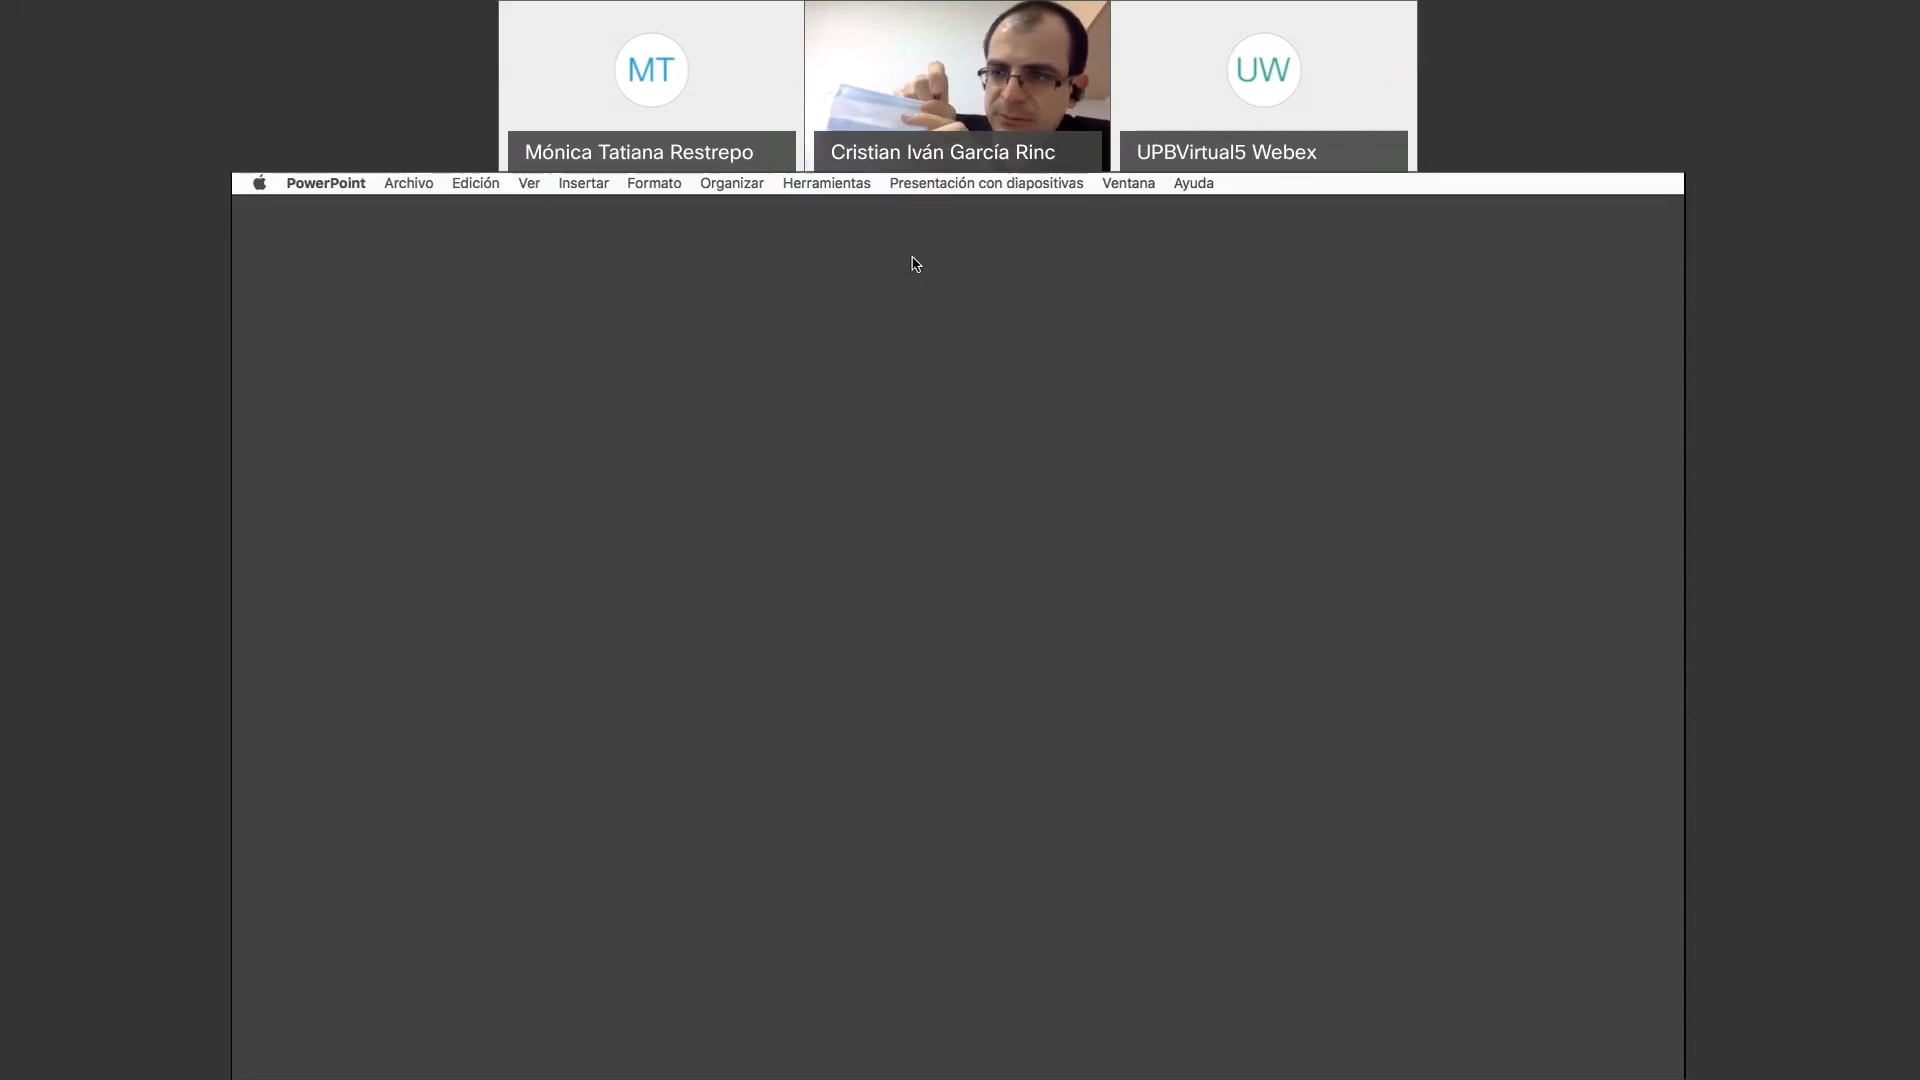 MT
UW
Mónica Tatiana Restrepo
Cristian Iván García Rinc
UPBVirtual5 Webex
PowerPoint Archivo Edición Ver Insertar Formato Organizar Herramientas Presentación con diapositivas Ventana Ayuda